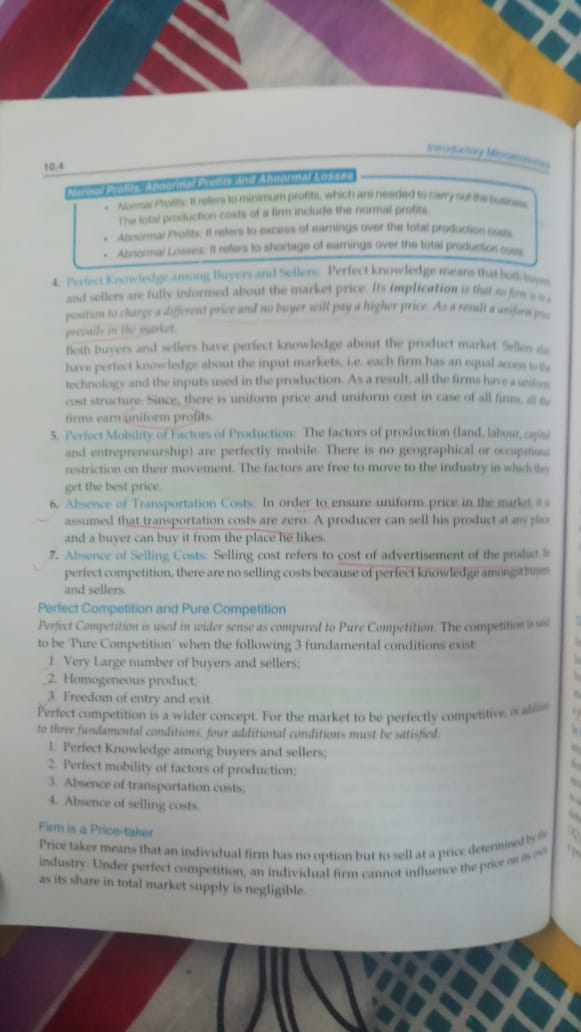 10.4
Introductory Microeconomics
Normal Profits, Abnormal Profits and Abnormal Losses
• Normal Profits: It refers to minimum profits, which are needed to carry out the business.
The total production costs of a firm include the normal profits.
• Abnormal Profits: It refers to excess of earnings over the total production costs.
• Abnormal Losses: It refers to shortage of earnings over the total production costs.
4. Perfect Knowledge among Buyers and Sellers: Perfect knowledge means that both buyers
and sellers are fully informed about the market price. Its implication is that no firm is in a
position to charge a different price and no buyer will pay a higher price. As a result a uniform price
prevails in the market.
Both buyers and sellers have perfect knowledge about the product market. Sellers also
have perfect knowledge about the input markets, i.e. each firm has an equal access to the
technology and the inputs used in the production. As a result, all the firms have a uniform
cost structure. Since, there is uniform price and uniform cost in case of all firms, all the
firms earn uniform profits.
5. Perfect Mobility of Factors of Production: The factors of production (land, labour, capital
and entrepreneurship) are perfectly mobile. There is no geographical or occupational
restriction on their movement. The factors are free to move to the industry in which they
get the best price.
6. Absence of Transportation Costs: In order to ensure uniform price in the market, it is
assumed that transportation costs are zero. A producer can sell his product at any place
and a buyer can buy it from the place he likes.
7. Absence of Selling Costs: Selling cost refers to cost of advertisement of the product. In
perfect competition, there are no selling costs because of perfect knowledge amongst buyers
and sellers.
Perfect Competition and Pure Competition
Perfect Competition is used in wider sense as compared to Pure Competition. The competition is said
to be 'Pure Competition' when the following 3 fundamental conditions exist:
1. Very Large number of buyers and sellers;
2. Homogeneous product;
3. Freedom of entry and exit.
Perfect competition is a wider concept. For the market to be perfectly competitive, in addition
to three fundamental conditions, four additional conditions must be satisfied:
1. Perfect Knowledge among buyers and sellers;
2. Perfect mobility of factors of production;
3. Absence of transportation costs;
4. Absence of selling costs.
Firm is a Price-taker
Price taker means that an individual firm has no option but to sell at a price determined by the
industry. Under perfect competition, an individual firm cannot influence the price on its own
as its share in total market supply is negligible.